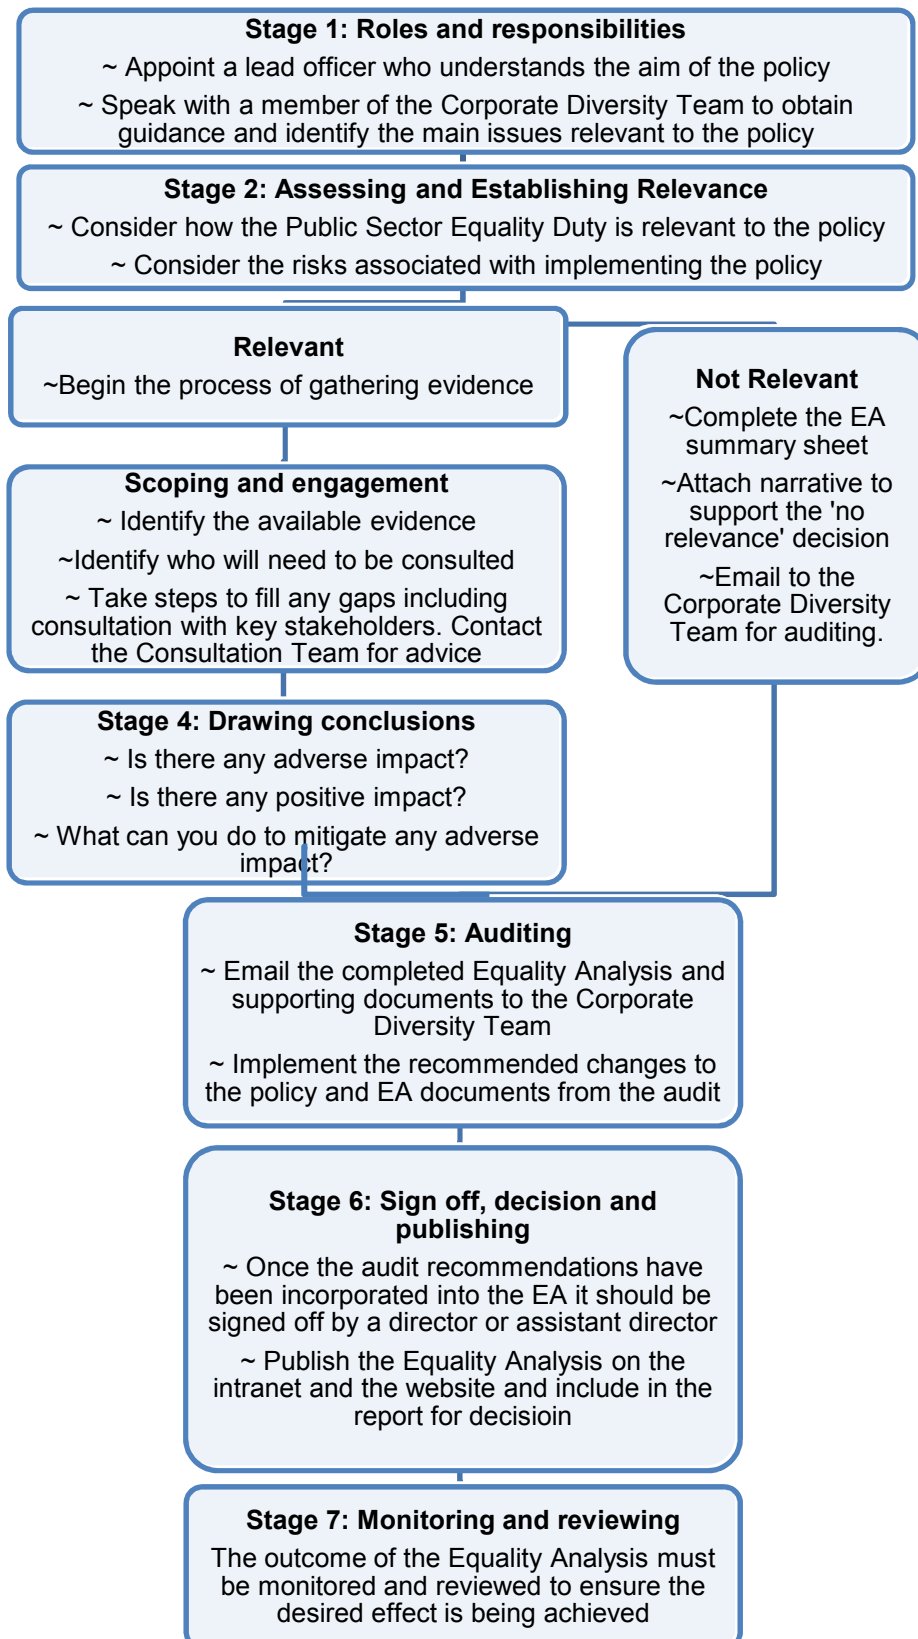 Stage 1: Roles and responsibilities
~ Appoint a lead officer who understands the aim of the policy
~ Speak with a member of the Corporate Diversity Team to obtain
guidance and identify the main issues relevant to the policy
Stage 2: Assessing and Establishing Relevance
~ Consider how the Public Sector Equality Duty is relevant to the policy
~ Consider the risks associated with implementing the policy
Relevant
~Begin the process of gathering evidence
Not Relevant
~Complete the EA
summary sheet
~Attach narrative to
support the 'no
relevance' decision
~Email to the
Corporate Diversity
Team for auditing.
Scoping and engagement
~ Identify the available evidence
~Identify who will need to be consulted
~ Take steps to fill any gaps including
consultation with key stakeholders. Contact
the Consultation Team for advice
Stage 4: Drawing conclusions
~ Is there any adverse impact?
~ Is there any positive impact?
~ What can you do to mitigate any adverse
impact?
Stage 5: Auditing
~ Email the completed Equality Analysis and
supporting documents to the Corporate
Diversity Team
~ Implement the recommended changes to
the policy and EA documents from the audit
Stage 6: Sign off, decision and
publishing
~ Once the audit recommendations have
been incorporated into the EA it should be
signed off by a director or assistant director
~ Publish the Equality Analysis on the
intranet and the website and include in the
report for decisioin
Stage 7: Monitoring and reviewing
The outcome of the Equality Analysis must
be monitored and reviewed to ensure the
desired effect is being achieved